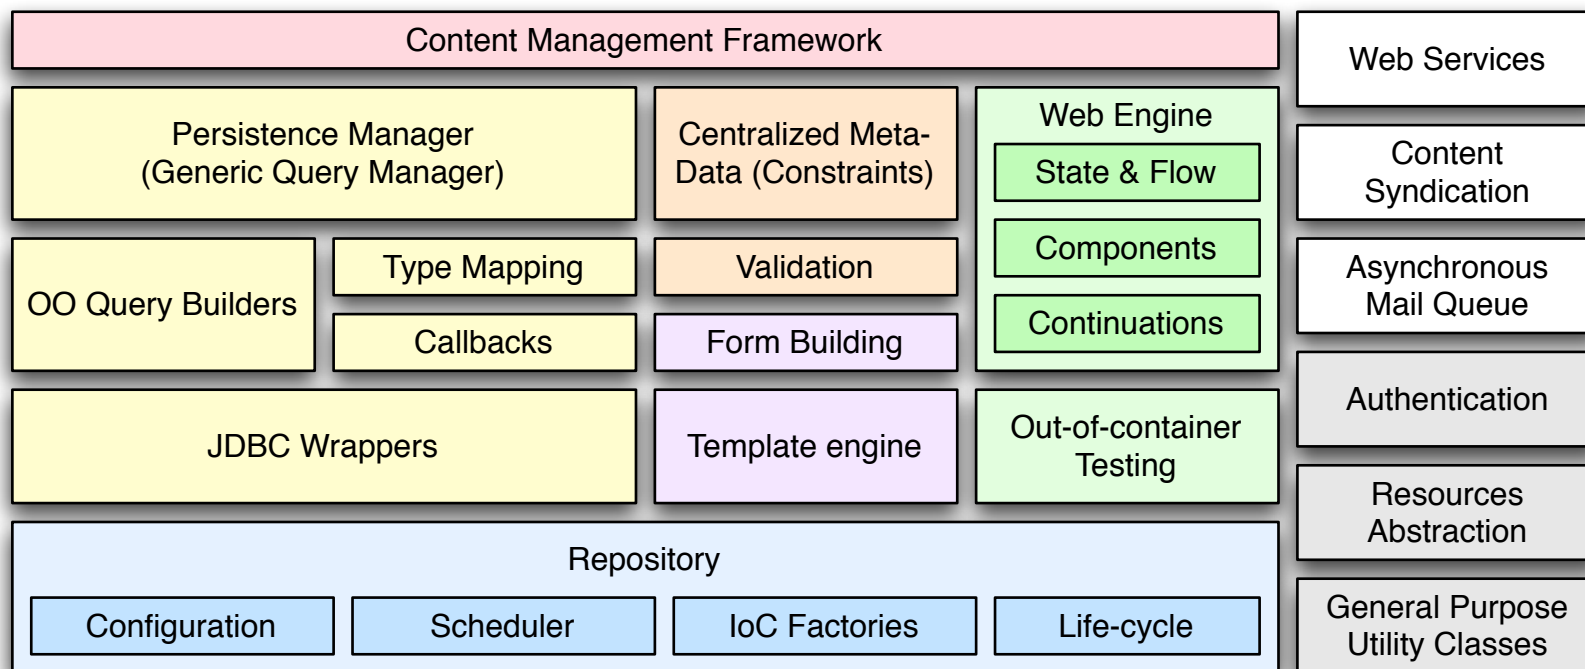 Content Management Framework
Persistence Manager
(Generic Query Manager)
Centralized Meta-
Data (Constraints)
Web Engine
State & Flow
Components
Continuations
OO Query Builders
Type Mapping
Callbacks
Validation
Form Building
JDBC Wrappers
Template engine
Out-of-container
Testing
Repository
Configuration
Scheduler
IoC Factories
Life-cycle
Web Services
Content
Syndication
Asynchronous
Mail Queue
Authentication
Resources
Abstraction
General Purpose
Utility Classes